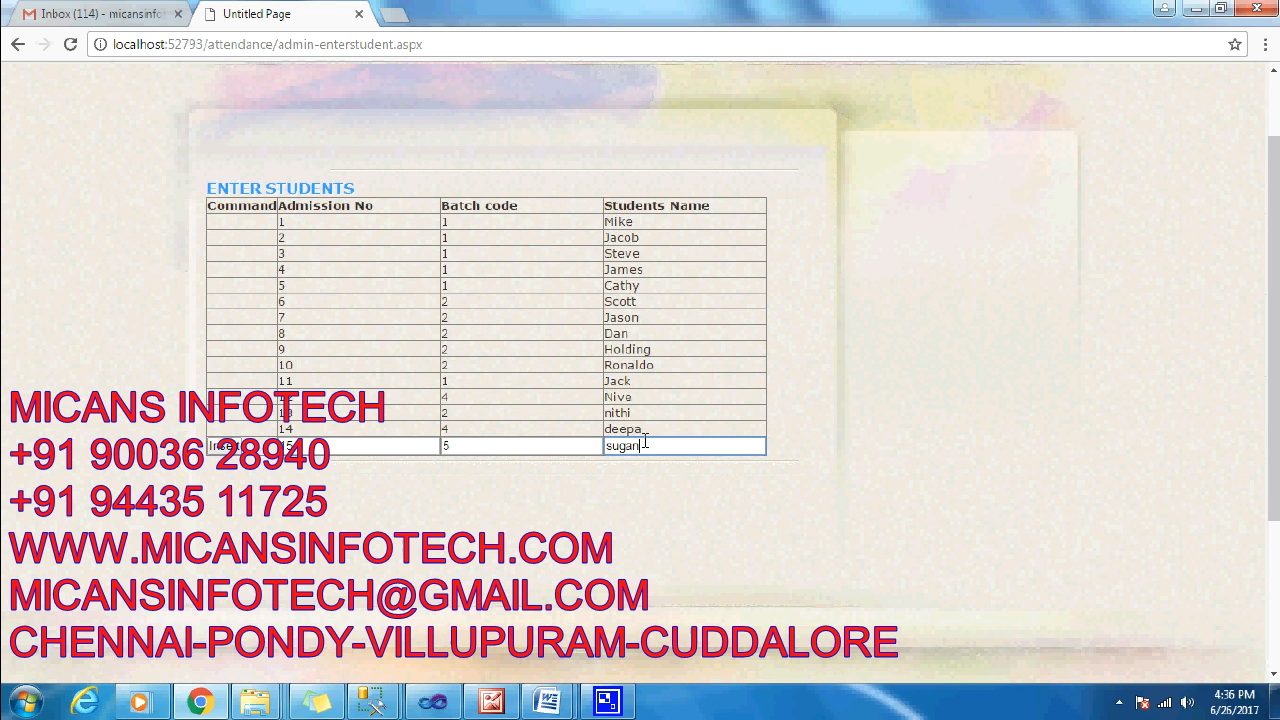 Inbox (114) - micansinfo
Untitled Page
localhost:52793/attendance/admin-enterstudent.aspx
ENTER STUDENTS
Command Admission No Batch code Students Name
1 1 Mike
2 1 Jacob
3 1 Steve
4 1 James
5 1 Cathy
6 2 Scott
7 2 Jason
8 2 Dan
9 2 Holding
10 2 Ronaldo
11 1 Jack
4 Nive
13 2 nithi
14 4 deepa
Insert 15 5 sugan
MICANS INFOTECH
+91 90036 28940
+91 94435 11725
WWW.MICANSINFOTECH.COM
MICANSINFOTECH@GMAIL.COM
CHENNAI-PONDY-VILLUPURAM-CUDDALORE
4:36 PM
6/26/2017